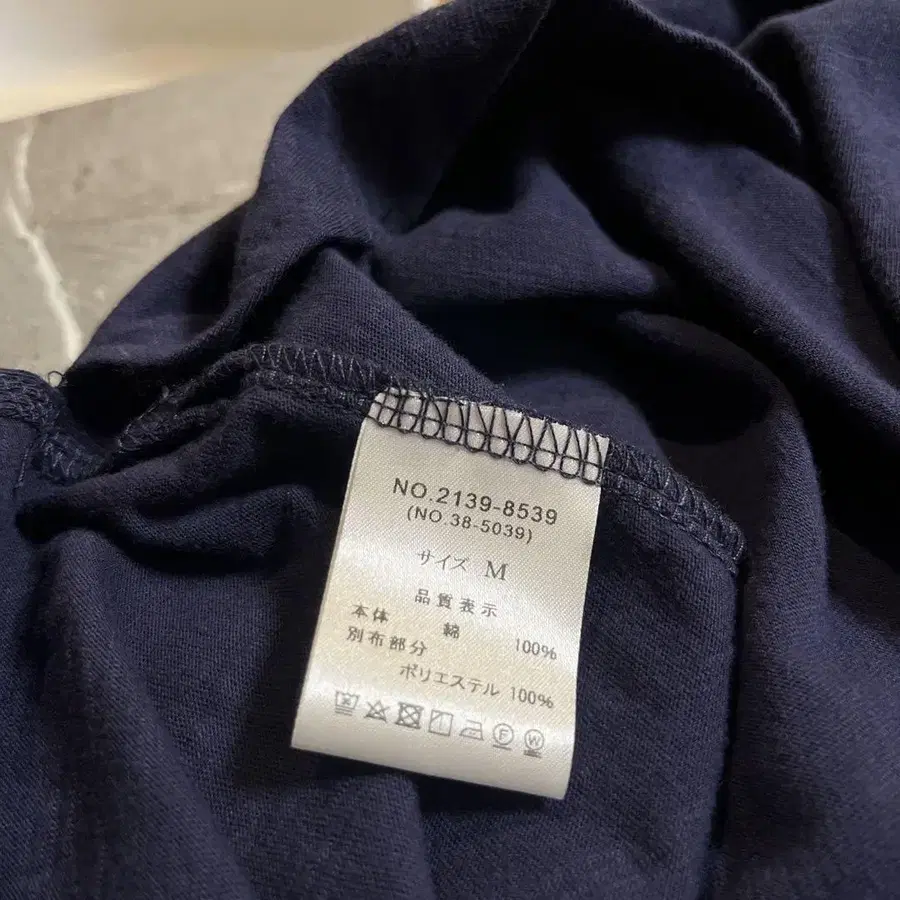 NO.2139-8539
(NO.38-5039)
サイズ M
品質表示
本体 綿 100%
別布部分
ポリエステル 100%
F W